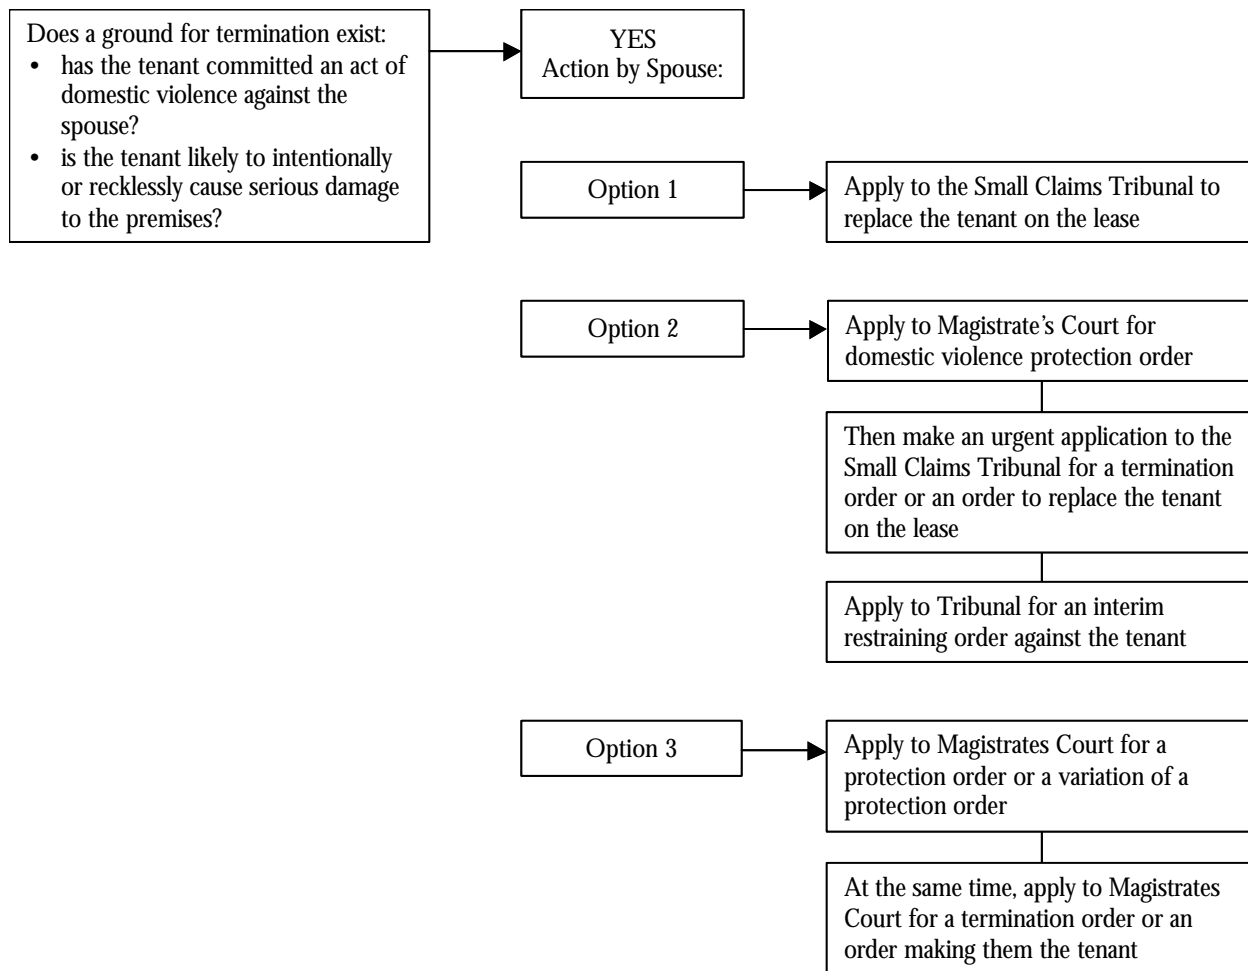 Does a ground for termination exist:
• has the tenant committed an act of
domestic violence against the
spouse?
• is the tenant likely to intentionally
or recklessly cause serious damage
to the premises?
YES
Action by Spouse:
Option 1
Apply to the Small Claims Tribunal to
replace the tenant on the lease
Option 2
Apply to Magistrate’s Court for
domestic violence protection order
Then make an urgent application to the
Small Claims Tribunal for a termination
order or an order to replace the tenant
on the lease
Apply to Tribunal for an interim
restraining order against the tenant
Option 3
Apply to Magistrates Court for a
protection order or a variation of a
protection order
At the same time, apply to Magistrates
Court for a termination order or an
order making them the tenant